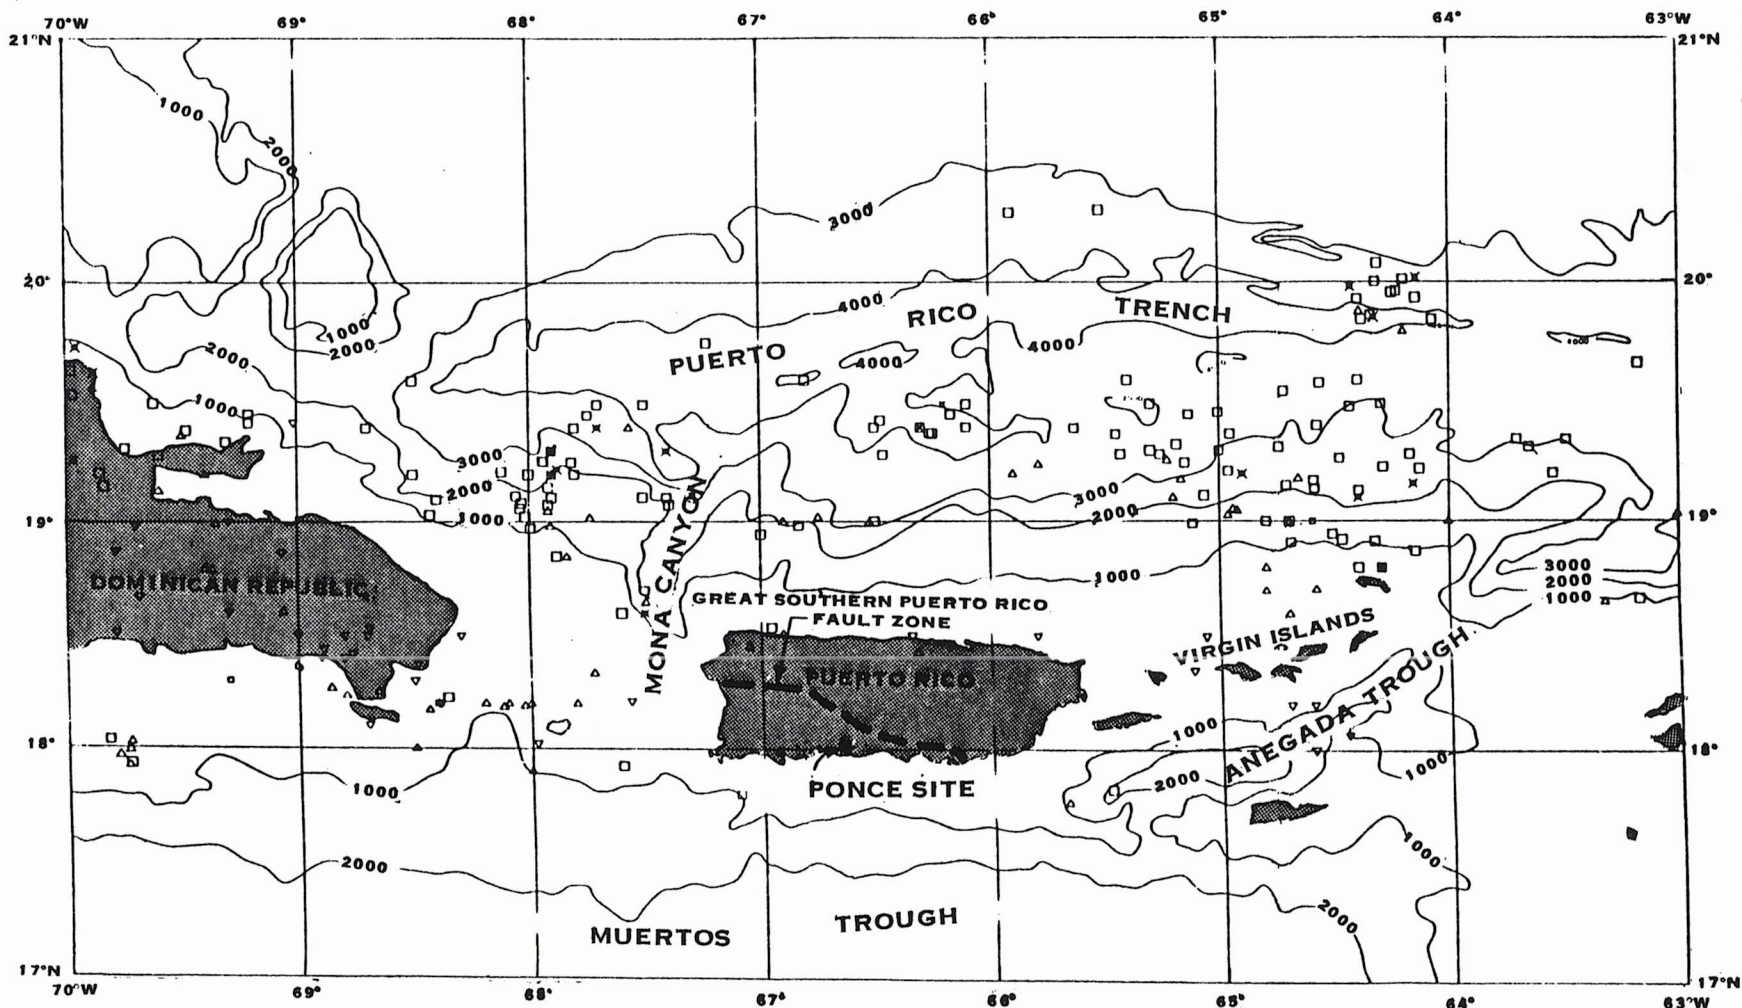 70°W 69° 68° 67° 66° 65° 64° 63°W
21°N 21°N
1000
2000
3000
20° 20°
4000
RICO TRENCH
1000
2000
PUERTO
4000
4000
2000
1000
3000
2000
1000
3000
2000
19° 19°
MONA CANYON
1000
3000
2000
1000
DOMINICAN REPUBLIC
GREAT SOUTHERN PUERTO RICO
FAULT ZONE
VIRGIN ISLANDS
PUERTO RICO
ANEGADA TROUGH
18° 18°
1000
2000
1000
1000
PONCE SITE
1000
2000
2000
MUERTOS TROUGH
17°N 17°N
70°W 69° 68° 67° 66° 65° 64° 63°W